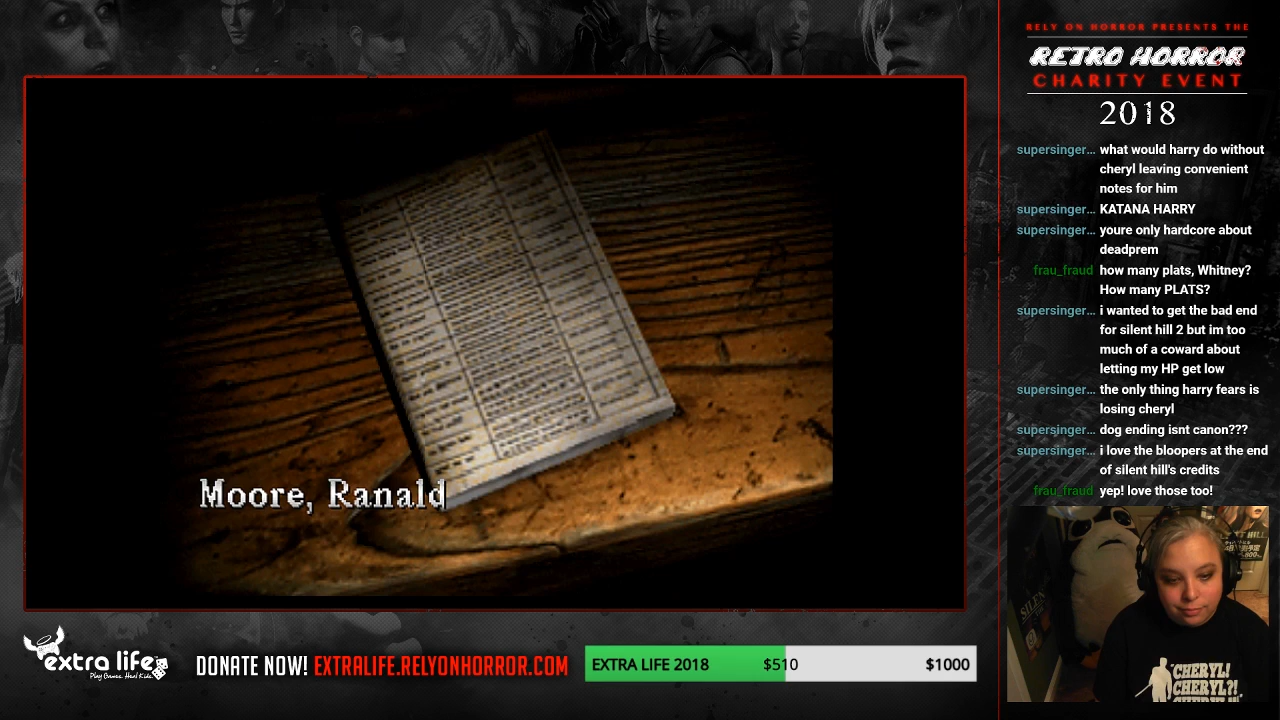 RELY ON HORROR PRESENTS THE
RETRO HORROR
CHARITY EVENT
2018
supersinger… what would harry do without
cheryl leaving convenient
notes for him
supersinger… KATANA HARRY
supersinger… youre only hardcore about
deadprem
frau_fraud how many plats, Whitney?
How many PLATS?
supersinger… i wanted to get the bad end
for silent hill 2 but im too
much of a coward about
letting my HP get low
supersinger… the only thing harry fears is
losing cheryl
supersinger… dog ending isnt canon???
supersinger… i love the bloopers at the end
of silent hill's credits
frau_fraud yep! love those too!
Moore, Ranald
extra life
Play Games. Heal Kids.
DONATE NOW! EXTRALIFE.RELYONHORROR.COM
EXTRA LIFE 2018 $510 $1000
CHERYL!
CHERYL?!